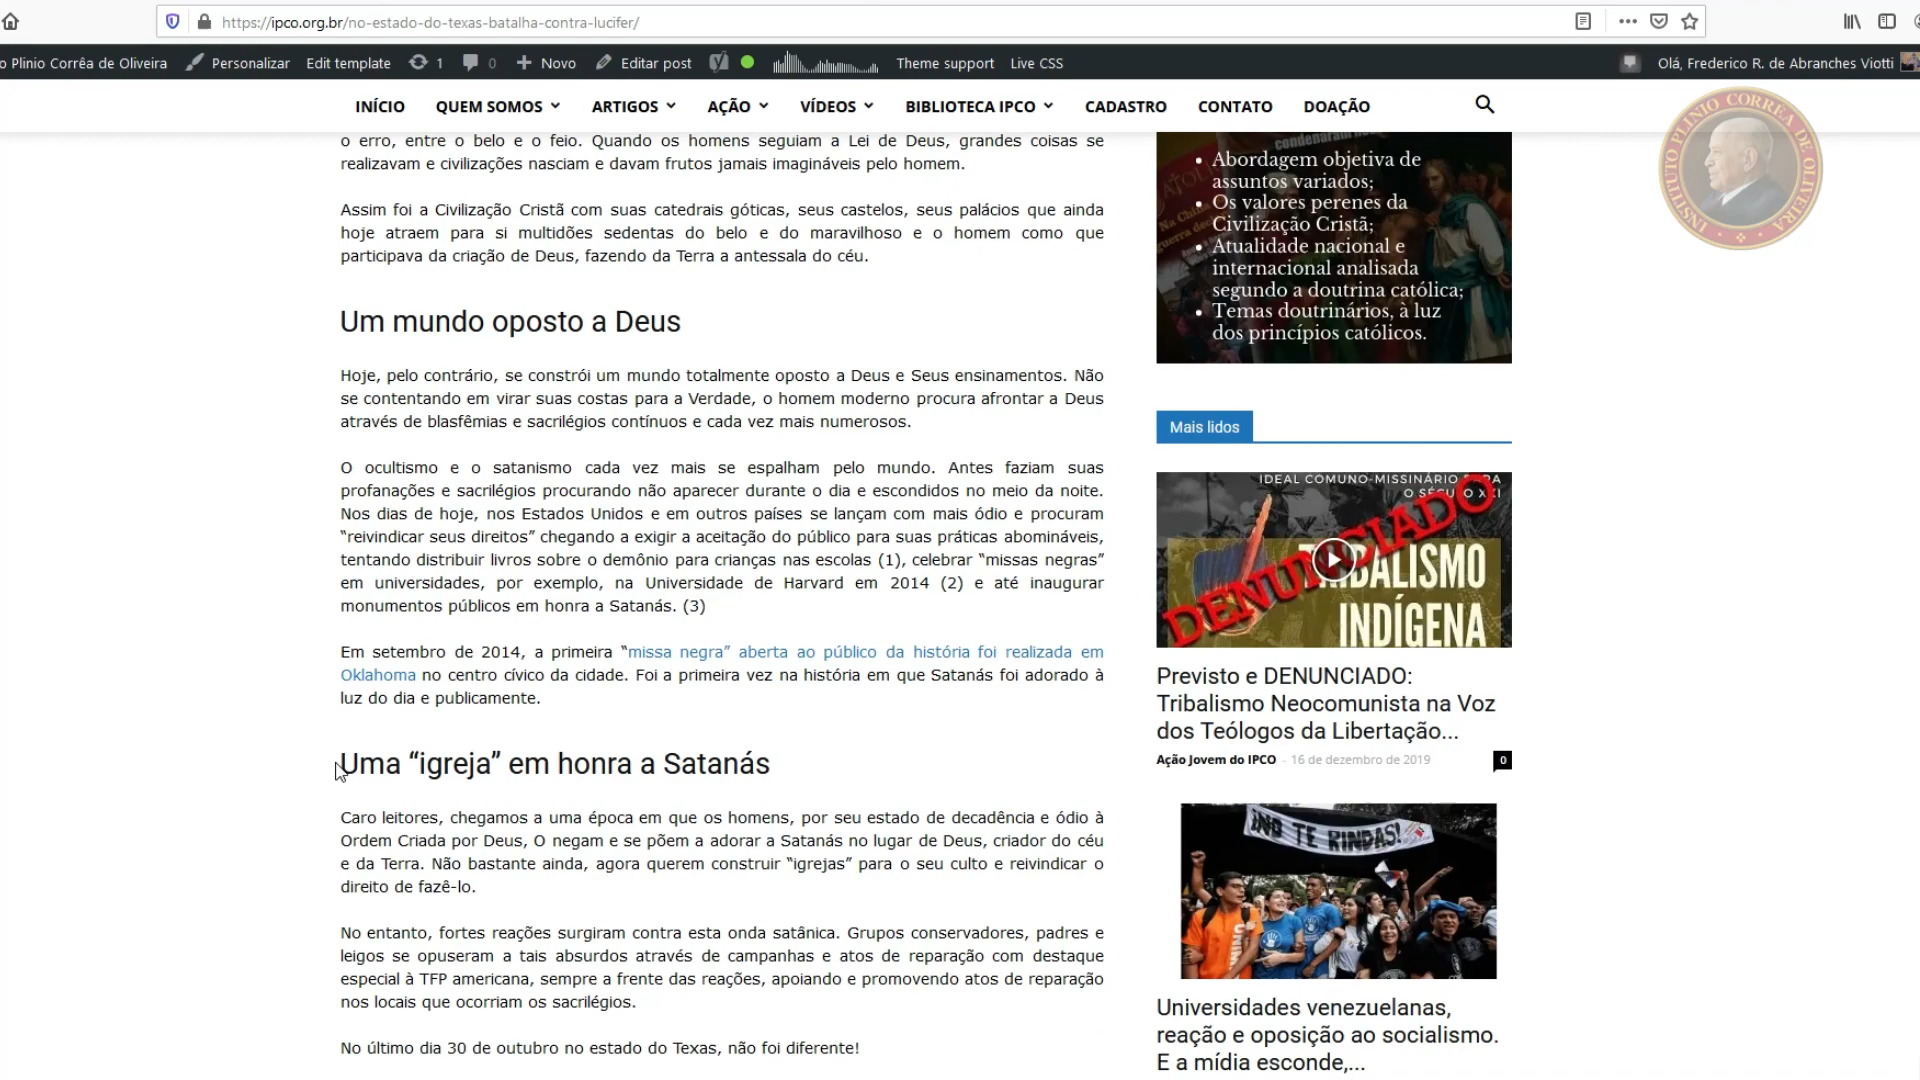 https://ipco.org.br/no-estado-do-texas-batalha-contra-lucifer/
o Plinio Corrêa de Oliveira Personalizar Edit template 1 0 Novo Editar post Theme support Live CSS Olá, Frederico R. de Abranches Viotti
INÍCIO QUEM SOMOS ARTIGOS AÇÃO VÍDEOS BIBLIOTECA IPCO CADASTRO CONTATO DOAÇÃO
INSTITUTO PLINIO CORRÊA DE OLIVEIRA
o erro, entre o belo e o feio. Quando os homens seguiam a Lei de Deus, grandes coisas se
realizavam e civilizações nasciam e davam frutos jamais imagináveis pelo homem.
Assim foi a Civilização Cristã com suas catedrais góticas, seus castelos, seus palácios que ainda
hoje atraem para si multidões sedentas do belo e do maravilhoso e o homem como que
participava da criação de Deus, fazendo da Terra a antessala do céu.
Um mundo oposto a Deus
Hoje, pelo contrário, se constrói um mundo totalmente oposto a Deus e Seus ensinamentos. Não
se contentando em virar suas costas para a Verdade, o homem moderno procura afrontar a Deus
através de blasfêmias e sacrilégios contínuos e cada vez mais numerosos.
O ocultismo e o satanismo cada vez mais se espalham pelo mundo. Antes faziam suas
profanações e sacrilégios procurando não aparecer durante o dia e escondidos no meio da noite.
Nos dias de hoje, nos Estados Unidos e em outros países se lançam com mais ódio e procuram
“reivindicar seus direitos” chegando a exigir a aceitação do público para suas práticas abomináveis,
tentando distribuir livros sobre o demônio para crianças nas escolas (1), celebrar “missas negras”
em universidades, por exemplo, na Universidade de Harvard em 2014 (2) e até inaugurar
monumentos públicos em honra a Satanás. (3)
Em setembro de 2014, a primeira “missa negra” aberta ao público da história foi realizada em
Oklahoma no centro cívico da cidade. Foi a primeira vez na história em que Satanás foi adorado à
luz do dia e publicamente.
Uma “igreja” em honra a Satanás
Caro leitores, chegamos a uma época em que os homens, por seu estado de decadência e ódio à
Ordem Criada por Deus, O negam e se põem a adorar a Satanás no lugar de Deus, criador do céu
e da Terra. Não bastante ainda, agora querem construir “igrejas” para o seu culto e reivindicar o
direito de fazê-lo.
No entanto, fortes reações surgiram contra esta onda satânica. Grupos conservadores, padres e
leigos se opuseram a tais absurdos através de campanhas e atos de reparação com destaque
especial à TFP americana, sempre a frente das reações, apoiando e promovendo atos de reparação
nos locais que ocorriam os sacrilégios.
No último dia 30 de outubro no estado do Texas, não foi diferente!
• Abordagem objetiva de
assuntos variados;
• Os valores perenes da
Civilização Cristã;
• Atualidade nacional e
internacional analisada
segundo a doutrina católica;
• Temas doutrinários, à luz
dos princípios católicos.
Mais lidos
DENUNCIADO
TRIBALISMO
INDÍGENA
Previsto e DENUNCIADO:
Tribalismo Neocomunista na Voz
dos Teólogos da Libertação...
Ação Jovem do IPCO - 16 de dezembro de 2019 0
¡NO TE RINDAS!
Universidades venezuelanas,
reação e oposição ao socialismo.
E a mídia esconde,...